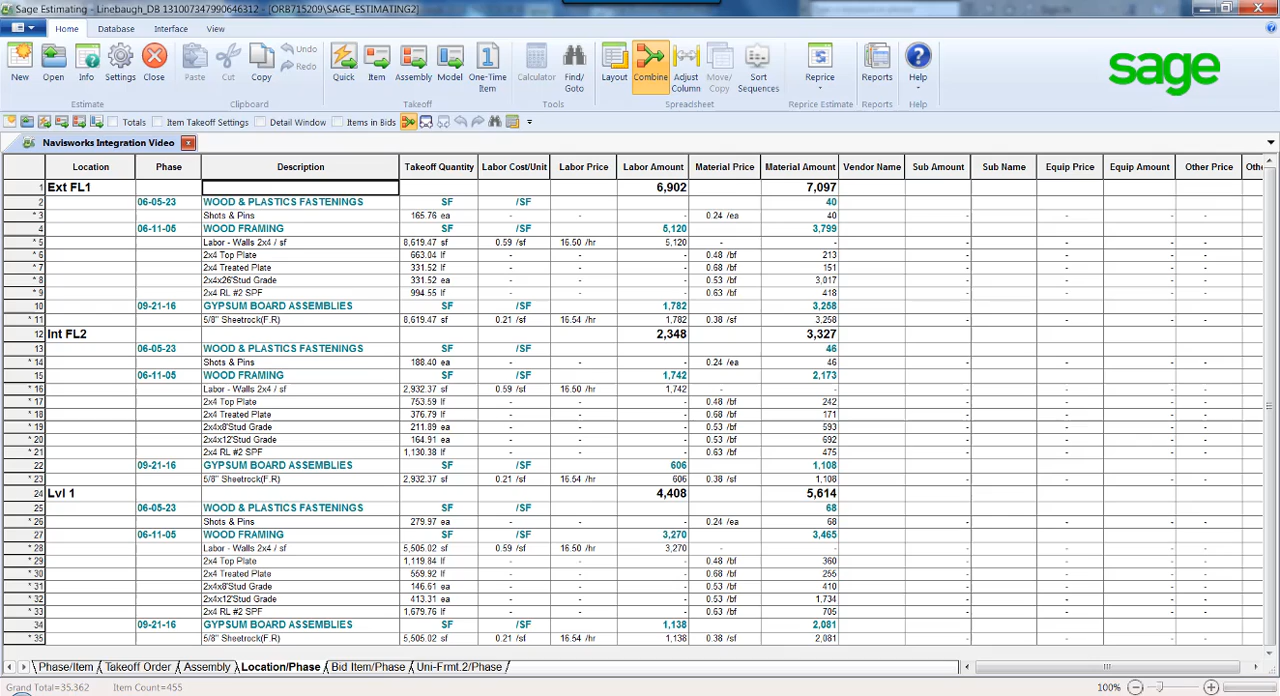 Sage Estimating - Linebaugh_DB 131007347990646312 - [ORB715209\SAGE_ESTIMATING2]
Home Database Interface View
New Open Info Settings Close Paste Cut Copy Undo Redo Quick Item Assembly Model One-Time Item Calculator Find/Goto Layout Combine Adjust Column Move/Copy Sort Sequences Reprice Reports Help sage
Estimate Clipboard Takeoff Tools Spreadsheet Reprice Estimate Reports Help
Totals Item Takeoff Settings Detail Window Items in Bids
Navisworks Integration Video
Location Phase Description Takeoff Quantity Labor Cost/Unit Labor Price Labor Amount Material Price Material Amount Vendor Name Sub Amount Sub Name Equip Price Equip Amount Other Price Oth
1 Ext FL1 6,902 7,097
2 06-05-23 WOOD & PLASTICS FASTENINGS SF /SF 40
* 3 Shots & Pins 165.76 ea - - - 0.24 /ea 40 - - - -
4 06-11-05 WOOD FRAMING SF /SF 5,120 3,799
* 5 Labor - Walls 2x4 / sf 8,619.47 sf 0.59 /sf 16.50 /hr 5,120 - - - - - -
* 6 2x4 Top Plate 663.04 lf - - - 0.48 /bf 213 - - - -
* 7 2x4 Treated Plate 331.52 lf - - - 0.68 /bf 151 - - - -
* 8 2x4x26'Stud Grade 331.52 lf - - - 0.53 /bf 3,017 - - - -
* 9 2x4 RL #2 SPF 994.55 lf - - - 0.63 /bf 418 - - - -
10 09-21-16 GYPSUM BOARD ASSEMBLIES SF /SF 1,782 3,258
* 11 5/8" Sheetrock(F.R) 8,619.47 sf 0.21 /sf 16.54 /hr 1,782 0.38 /sf 3,258 - - - -
12 Int FL2 2,348 3,327
13 06-05-23 WOOD & PLASTICS FASTENINGS SF /SF 46
* 14 Shots & Pins 188.40 ea - - - 0.24 /ea 46 - - - -
15 06-11-05 WOOD FRAMING SF /SF 1,742 2,173
* 16 Labor - Walls 2x4 / sf 2,932.37 sf 0.59 /sf 16.50 /hr 1,742 - - - - - -
* 17 2x4 Top Plate 753.59 lf - - - 0.48 /bf 242 - - - -
* 18 2x4 Treated Plate 376.79 lf - - - 0.68 /bf 171 - - - -
* 19 2x4x8'Stud Grade 211.89 ea - - - 0.53 /bf 593 - - - -
* 20 2x4x12'Stud Grade 164.91 ea - - - 0.53 /bf 692 - - - -
* 21 2x4 RL #2 SPF 1,130.38 lf - - - 0.63 /bf 475 - - - -
22 09-21-16 GYPSUM BOARD ASSEMBLIES SF /SF 606 1,108
* 23 5/8" Sheetrock(F.R) 2,932.37 sf 0.21 /sf 16.54 /hr 606 0.38 /sf 1,108 - - - -
24 Lvl 1 4,408 5,614
25 06-05-23 WOOD & PLASTICS FASTENINGS SF /SF 68
* 26 Shots & Pins 279.97 ea - - - 0.24 /ea 68 - - - -
27 06-11-05 WOOD FRAMING SF /SF 3,270 3,465
* 28 Labor - Walls 2x4 / sf 5,505.02 sf 0.59 /sf 16.50 /hr 3,270 - - - - - -
* 29 2x4 Top Plate 1,119.84 lf - - - 0.48 /bf 360 - - - -
* 30 2x4 Treated Plate 559.92 lf - - - 0.68 /bf 255 - - - -
* 31 2x4x8'Stud Grade 146.61 ea - - - 0.53 /bf 410 - - - -
* 32 2x4x12'Stud Grade 413.31 ea - - - 0.53 /bf 1,734 - - - -
* 33 2x4 RL #2 SPF 1,679.76 lf - - - 0.63 /bf 705 - - - -
34 09-21-16 GYPSUM BOARD ASSEMBLIES SF /SF 1,138 2,081
* 35 5/8" Sheetrock(F.R) 5,505.02 sf 0.21 /sf 16.54 /hr 1,138 0.38 /sf 2,081 - - - -
Phase/Item Takeoff Order Assembly Location/Phase Bid Item/Phase Uni-Frmt.2/Phase
Grand Total=35,362 Item Count=455 100%